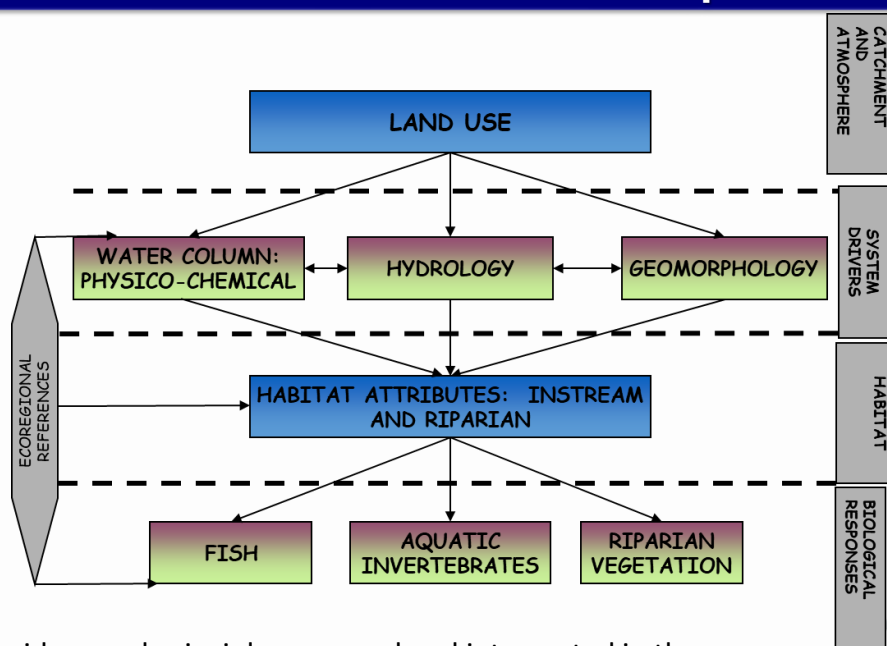 CATCHMENT
AND
ATMOSPHERE
LAND USE
SYSTEM
DRIVERS
WATER COLUMN:
PHYSICO-CHEMICAL
HYDROLOGY
GEOMORPHOLOGY
ECOREGIONAL
REFERENCES
HABITAT
HABITAT ATTRIBUTES: INSTREAM
AND RIPARIAN
BIOLOGICAL
RESPONSES
FISH
AQUATIC
INVERTEBRATES
RIPARIAN
VEGETATION